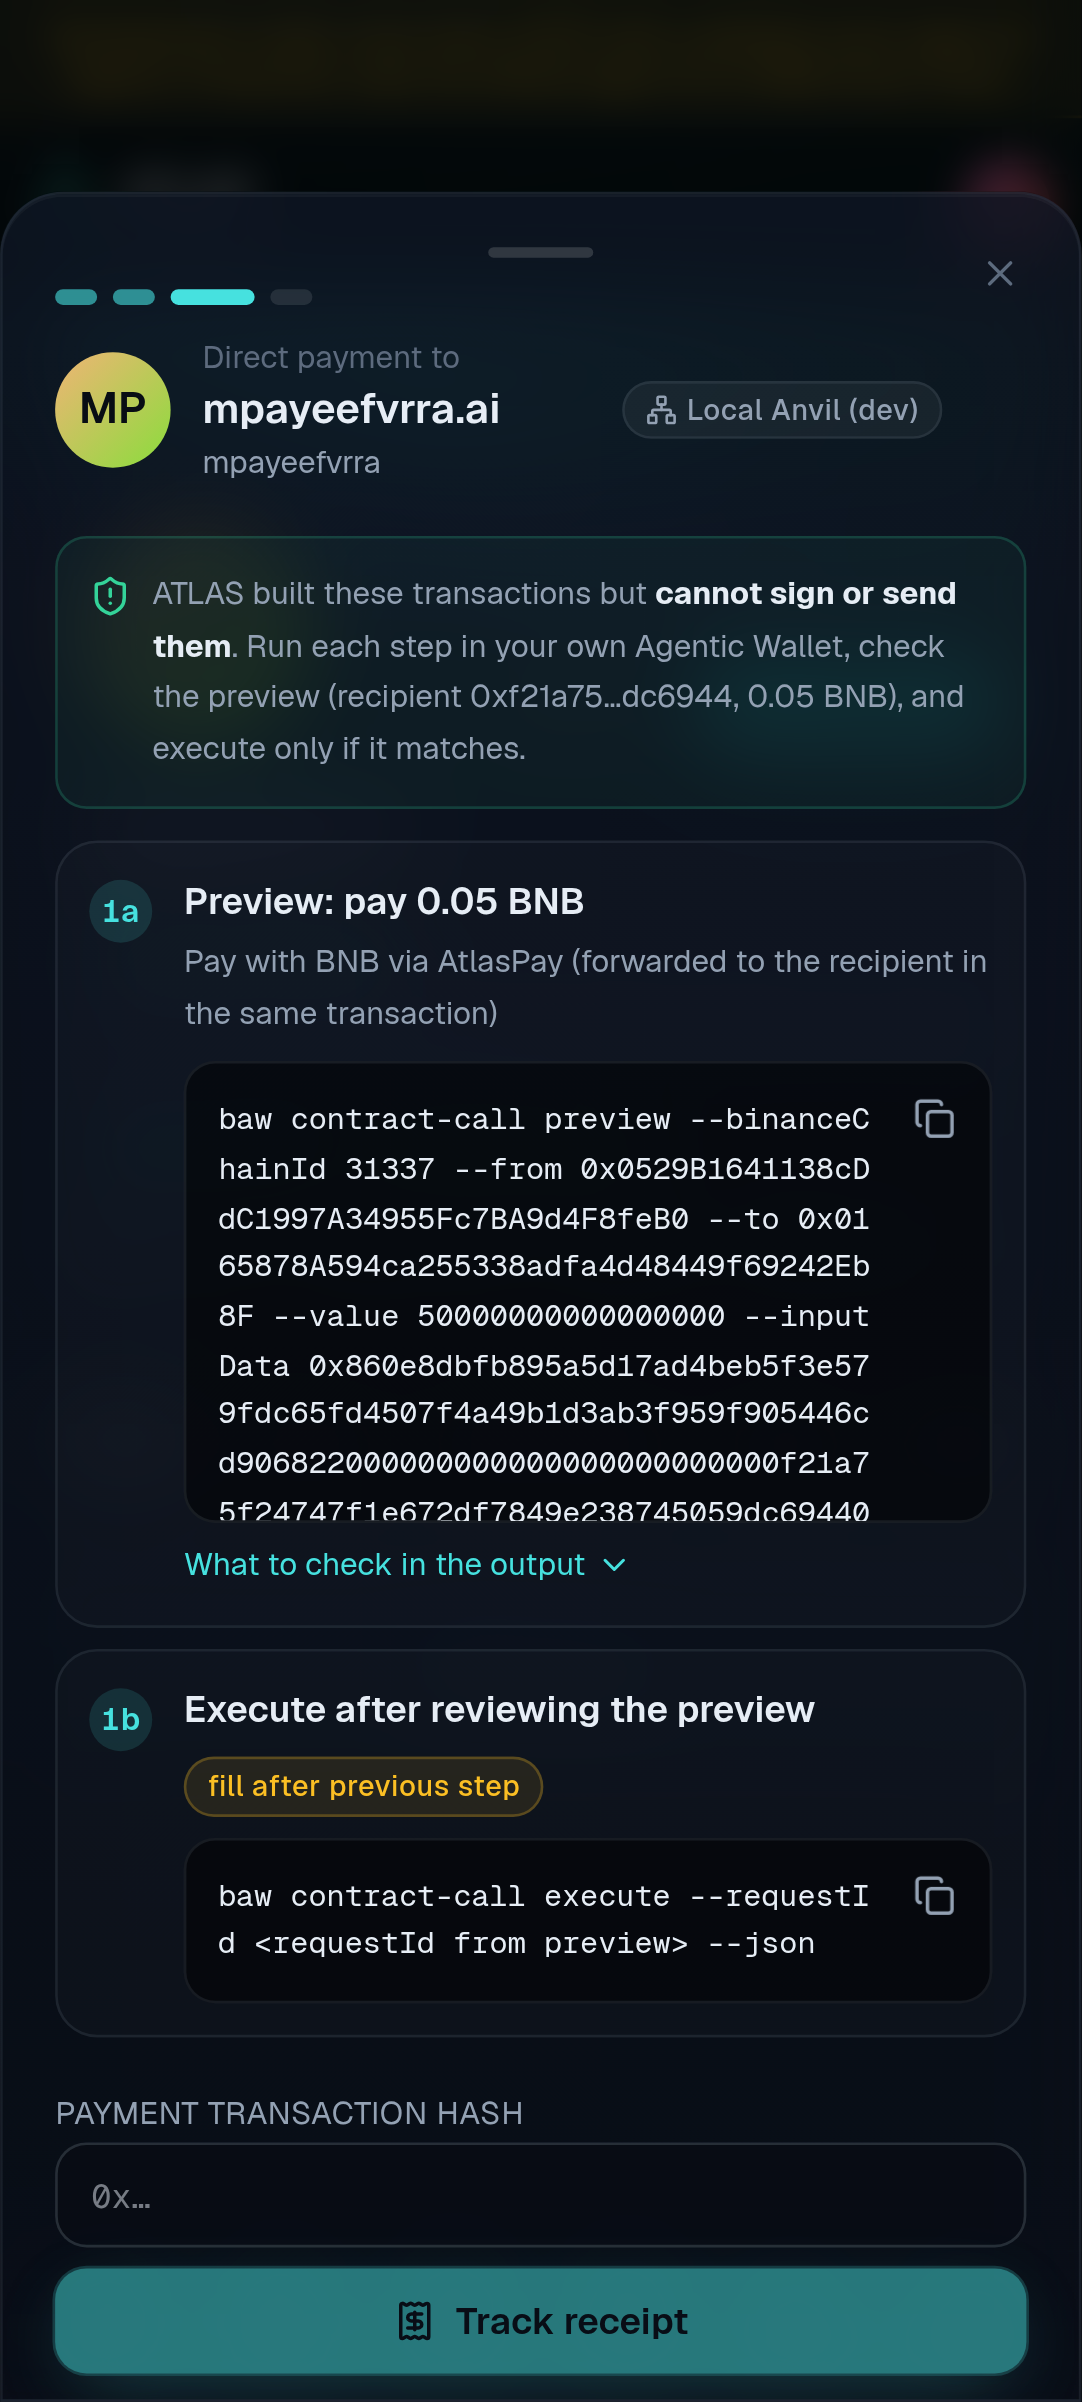 Direct payment to
MP
mpayeefvrra.ai
Local Anvil (dev)
mpayeefvrra
ATLAS built these transactions but cannot sign or send
them. Run each step in your own Agentic Wallet, check
the preview (recipient 0xf21a75…dc6944, 0.05 BNB), and
execute only if it matches.
1a
Preview: pay 0.05 BNB
Pay with BNB via AtlasPay (forwarded to the recipient in
the same transaction)
baw contract-call preview --binanceC
hainId 31337 --from 0x0529B1641138cD
dC1997A34955Fc7BA9d4F8feB0 --to 0x01
65878A594ca255338adfa4d48449f69242Eb
8F --value 50000000000000000 --input
Data 0x860e8dbfb895a5d17ad4beb5f3e57
9fdc65fd4507f4a49b1d3ab3f959f905446c
d9068220000000000000000000000000f21a7
5f24747f1e672df7849e238745059dc69440
What to check in the output
1b
Execute after reviewing the preview
fill after previous step
baw contract-call execute --requestI
d <requestId from preview> --json
PAYMENT TRANSACTION HASH
0x…
Track receipt